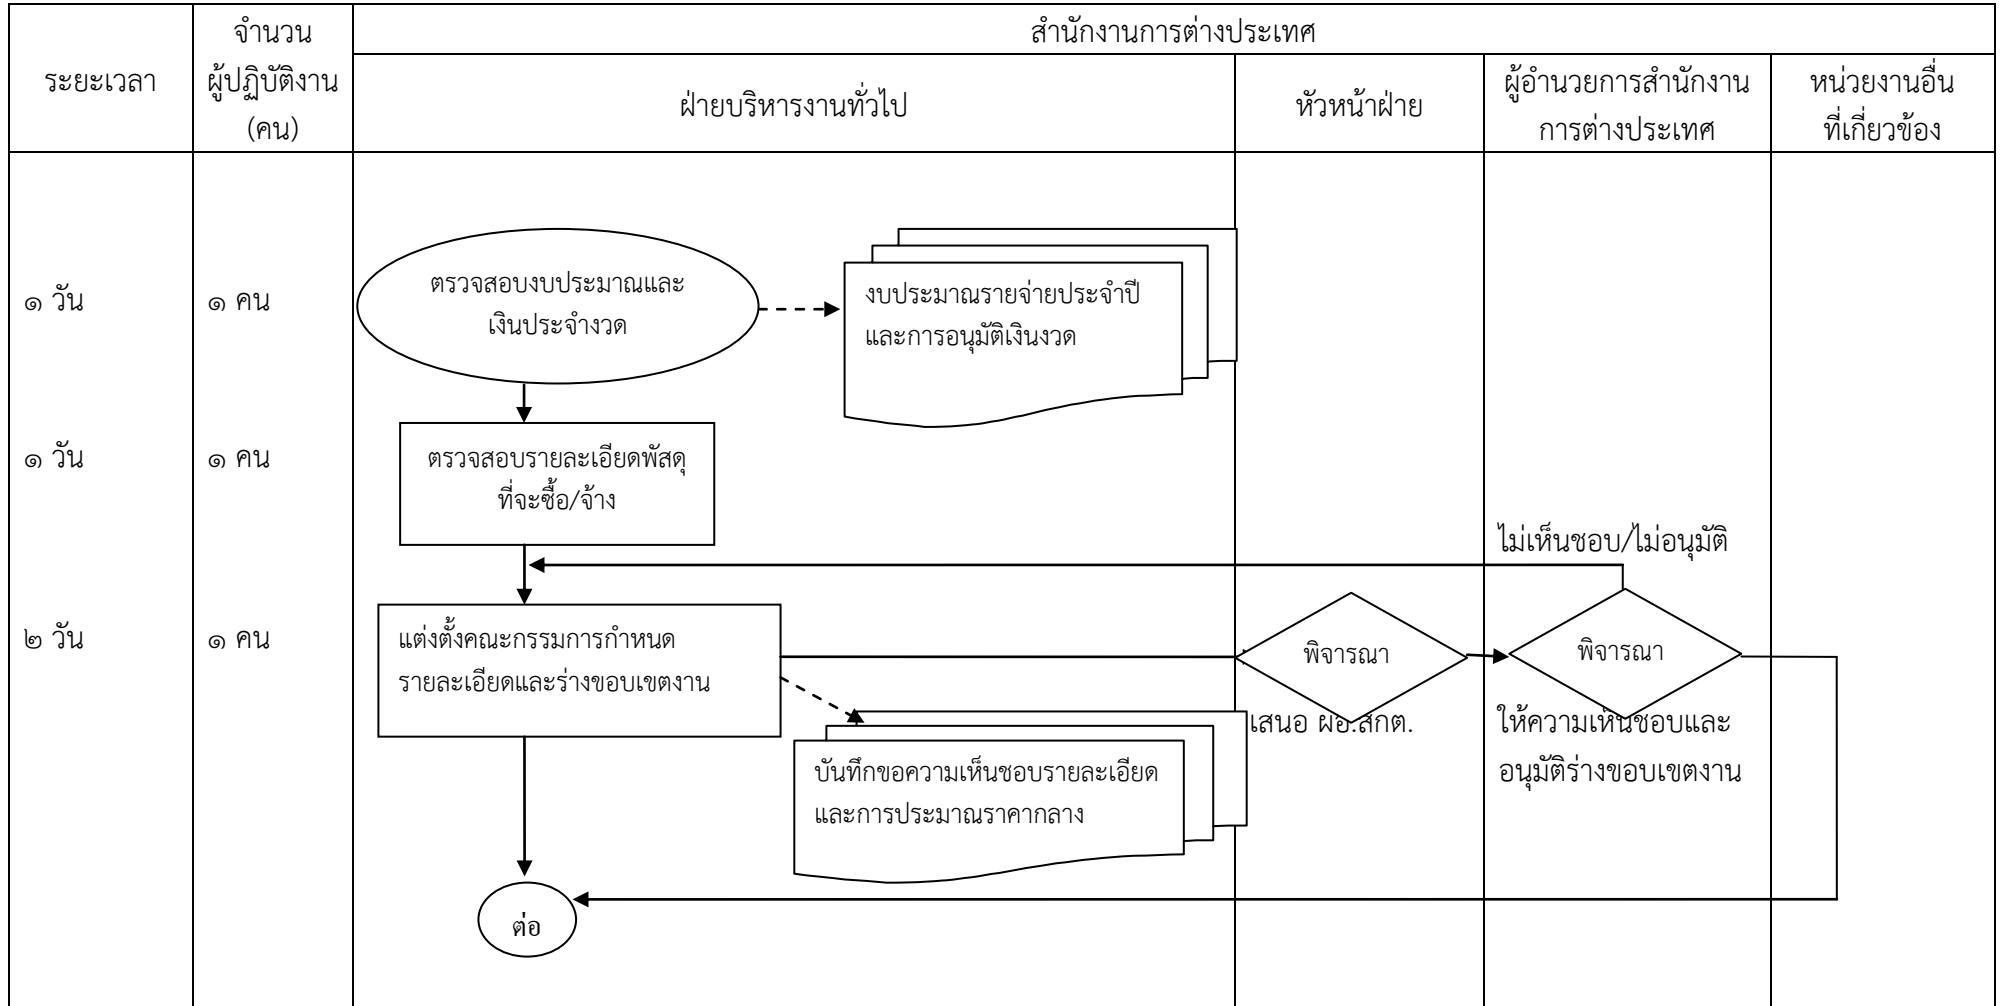 ระยะเวลา
จำนวน
ผู้ปฏิบัติงาน
(คน)
สำนักงานการต่างประเทศ
ฝ่ายบริหารงานทั่วไป
หัวหน้าฝ่าย
ผู้อำนวยการสำนักงาน
การต่างประเทศ
หน่วยงานอื่น
ที่เกี่ยวข้อง
๑ วัน
๑ คน
ตรวจสอบงบประมาณและ
เงินประจำงวด
งบประมาณรายจ่ายประจำปี
และการอนุมัติเงินงวด
๑ วัน
๑ คน
ตรวจสอบรายละเอียดพัสดุ
ที่จะซื้อ/จ้าง
ไม่เห็นชอบ/ไม่อนุมัติ
๒ วัน
๑ คน
แต่งตั้งคณะกรรมการกำหนด
รายละเอียดและร่างขอบเขตงาน
พิจารณา
พิจารณา
เสนอ ผอ.สกต.
ให้ความเห็นชอบและ
อนุมัติร่างขอบเขตงาน
บันทึกขอความเห็นชอบรายละเอียด
และการประมาณราคากลาง
ต่อ